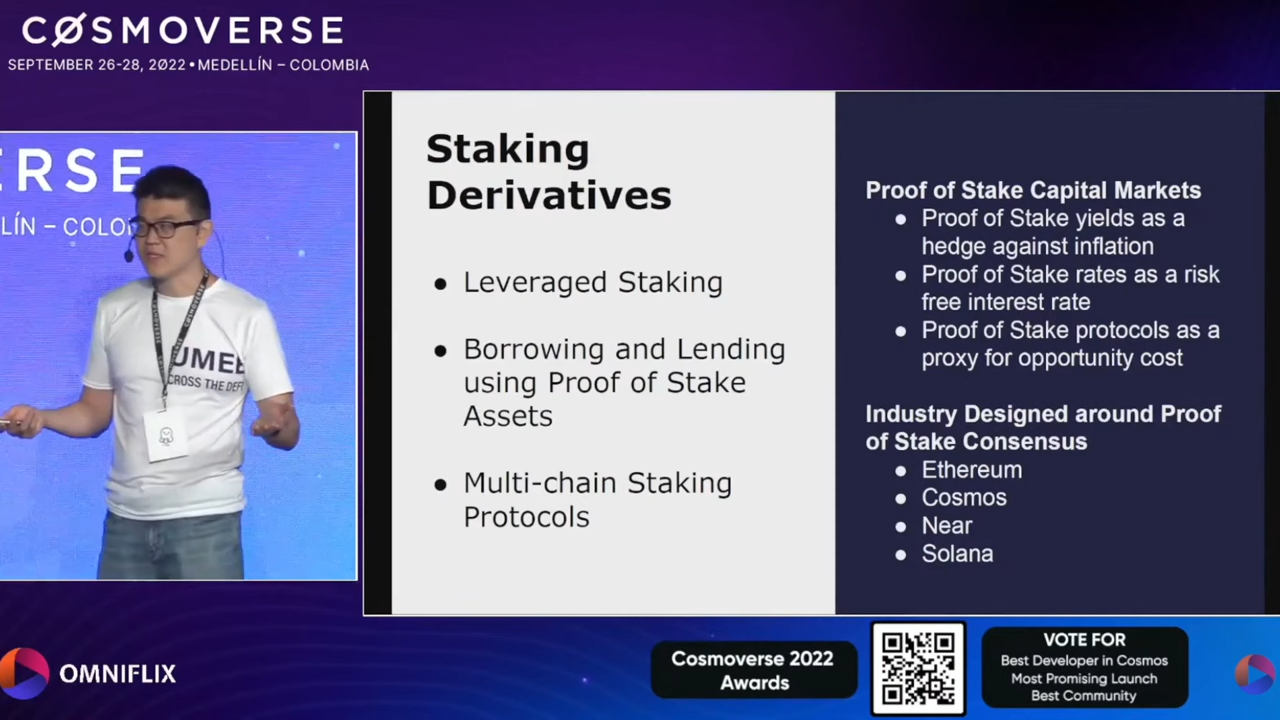 CØSMOVERSE
SEPTEMBER 26-28, 2022 • MEDELLÍN – COLOMBIA
ERSE
LÍN – COLO
COSMOVERSE
UMEE
CROSS THE DEFI
Staking
Derivatives
● Leveraged Staking
● Borrowing and Lending
using Proof of Stake
Assets
● Multi-chain Staking
Protocols
Proof of Stake Capital Markets
● Proof of Stake yields as a
hedge against inflation
● Proof of Stake rates as a risk
free interest rate
● Proof of Stake protocols as a
proxy for opportunity cost
Industry Designed around Proof
of Stake Consensus
● Ethereum
● Cosmos
● Near
● Solana
OMNIFLIX
Cosmoverse 2022
Awards
VOTE FOR
Best Developer in Cosmos
Most Promising Launch
Best Community